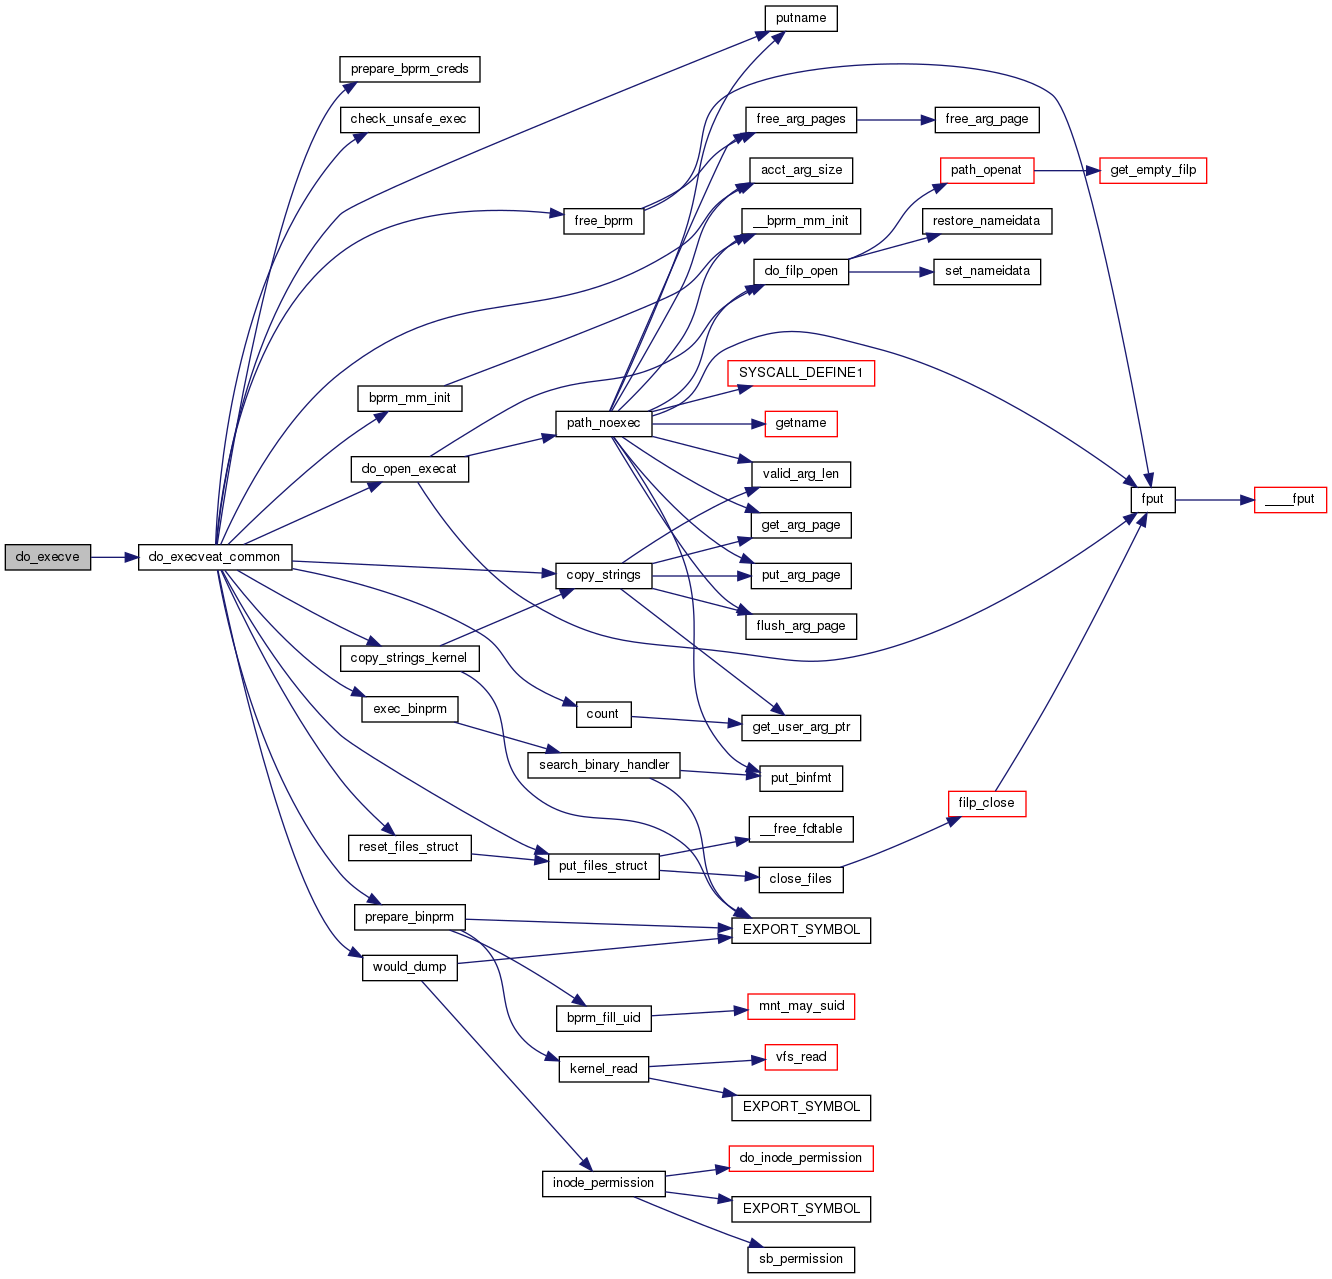 putname
prepare_bprm_creds
check_unsafe_exec
free_arg_pages
free_arg_page
acct_arg_size
path_openat
get_empty_filp
free_bprm
__bprm_mm_init
restore_nameidata
do_filp_open
set_nameidata
SYSCALL_DEFINE1
bprm_mm_init
path_noexec
getname
do_open_execat
valid_arg_len
fput
____fput
get_arg_page
do_execve
do_execveat_common
copy_strings
put_arg_page
flush_arg_page
copy_strings_kernel
exec_binprm
count
get_user_arg_ptr
search_binary_handler
put_binfmt
filp_close
__free_fdtable
reset_files_struct
put_files_struct
close_files
prepare_binprm
EXPORT_SYMBOL
would_dump
mnt_may_suid
bprm_fill_uid
vfs_read
kernel_read
EXPORT_SYMBOL
do_inode_permission
inode_permission
EXPORT_SYMBOL
sb_permission